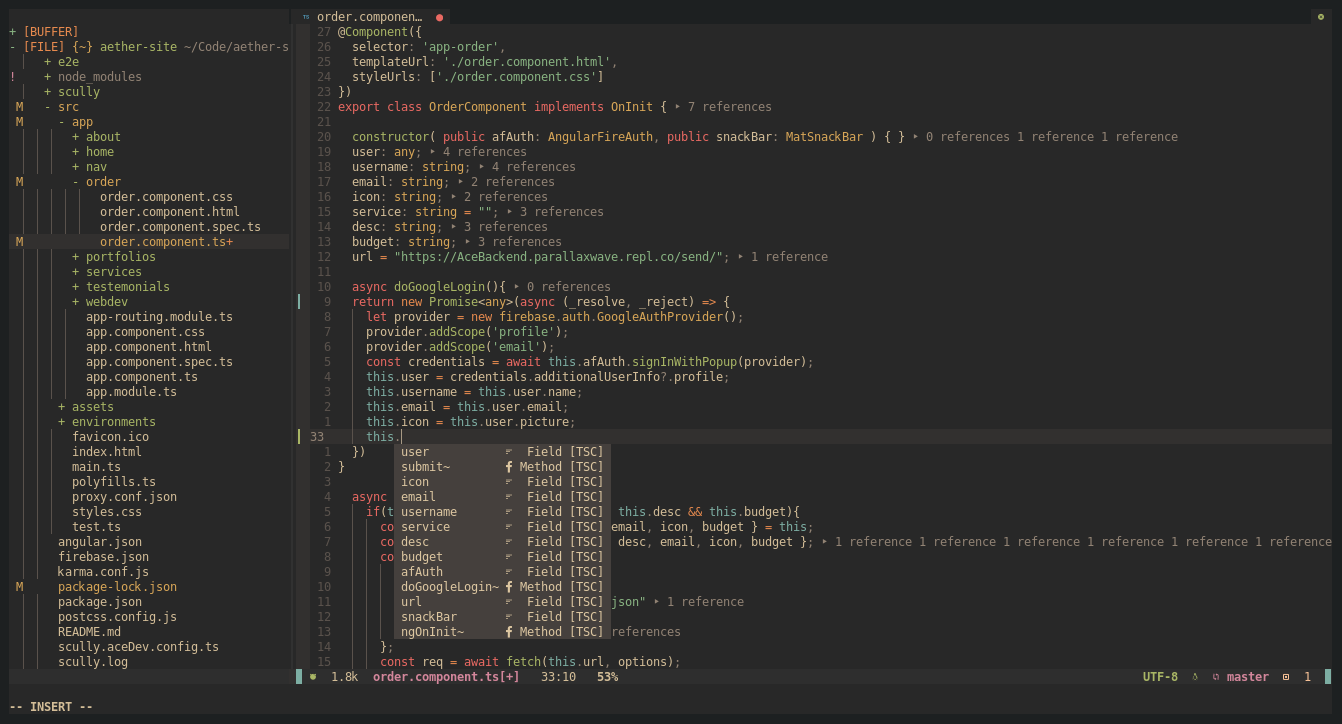 TS order.componen… ●
+ [BUFFER]
- [FILE] {~} aether-site ~/Code/aether-s
+ e2e
! + node_modules
+ scully
M - src
M - app
+ about
+ home
+ nav
M - order
order.component.css
order.component.html
order.component.spec.ts
M order.component.ts+
+ portfolios
+ services
+ testemonials
+ webdev
app-routing.module.ts
app.component.css
app.component.html
app.component.spec.ts
app.component.ts
app.module.ts
+ assets
+ environments
favicon.ico
index.html
main.ts
polyfills.ts
proxy.conf.json
styles.css
test.ts
angular.json
firebase.json
karma.conf.js
M package-lock.json
package.json
postcss.config.js
README.md
scully.aceDev.config.ts
scully.log
27 @Component({
26 selector: 'app-order',
25 templateUrl: './order.component.html',
24 styleUrls: ['./order.component.css']
23 })
22 export class OrderComponent implements OnInit { ‣ 7 references
21
20 constructor( public afAuth: AngularFireAuth, public snackBar: MatSnackBar ) { } ‣ 0 references 1 reference 1 reference
19 user: any; ‣ 4 references
18 username: string; ‣ 4 references
17 email: string; ‣ 2 references
16 icon: string; ‣ 2 references
15 service: string = ""; ‣ 3 references
14 desc: string; ‣ 3 references
13 budget: string; ‣ 3 references
12 url = "https://AceBackend.parallaxwave.repl.co/send/"; ‣ 1 reference
11
10 async doGoogleLogin(){ ‣ 0 references
9 return new Promise<any>(async (_resolve, _reject) => {
8 let provider = new firebase.auth.GoogleAuthProvider();
7 provider.addScope('profile');
6 provider.addScope('email');
5 const credentials = await this.afAuth.signInWithPopup(provider);
4 this.user = credentials.additionalUserInfo?.profile;
3 this.username = this.user.name;
2 this.email = this.user.email;
1 this.icon = this.user.picture;
33 this.
1 })
2 }
3
4 async
5 if(t this.desc && this.budget){
6 co email, icon, budget } = this;
7 co desc, email, icon, budget }; ‣ 1 reference 1 reference 1 reference 1 reference 1 reference 1 reference
8 co
9
10
11 json" ‣ 1 reference
12
13 references
14 };
15 const req = await fetch(this.url, options);
user Field [TSC]
submit~ Method [TSC]
icon Field [TSC]
email Field [TSC]
username Field [TSC]
service Field [TSC]
desc Field [TSC]
budget Field [TSC]
afAuth Field [TSC]
doGoogleLogin~ Method [TSC]
url Field [TSC]
snackBar Field [TSC]
ngOnInit~ Method [TSC]
1.8k order.component.ts[+] 33:10 53% UTF-8 master 1
-- INSERT --